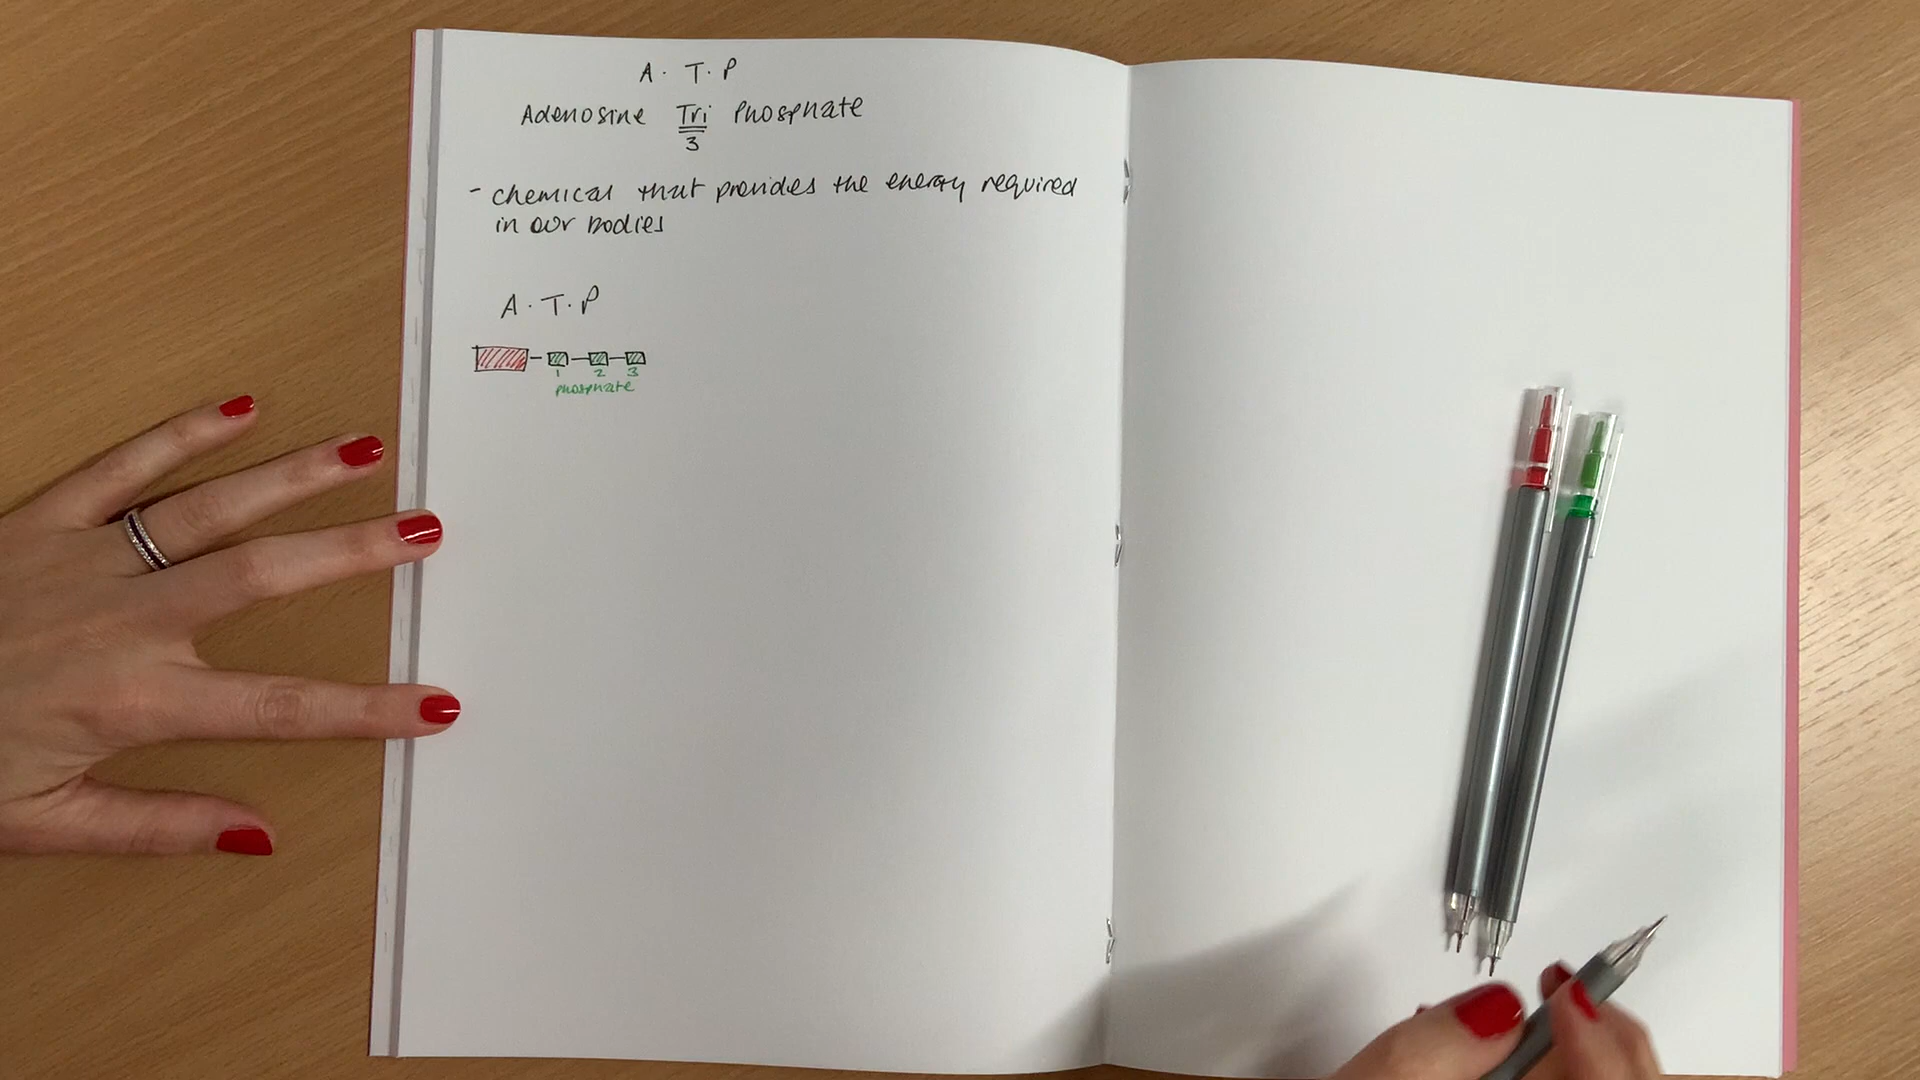 A. T. P
Adenosine Tri Phosphate
3
- chemical that provides the energy required
in our bodies
A. T. P
1 2 3
phosphate